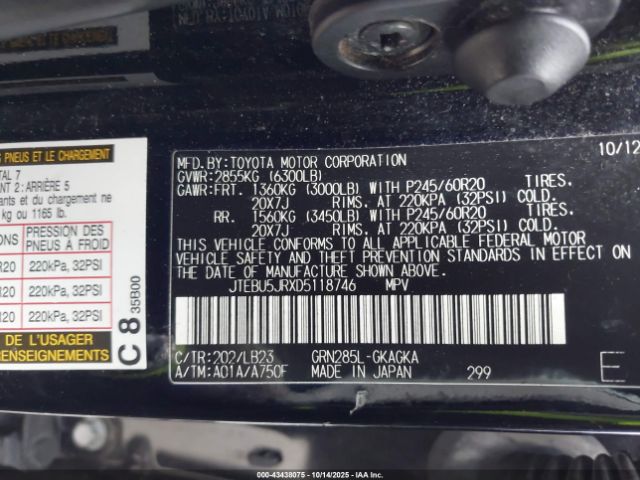 S PNEUS ET LE CHARGEMENT
TAL 7
ANT 2 : ARRIÈRE 5
ts et du chargement ne
kg ou 1165 lb.
ONS
PRESSION DES
PNEUS À FROID
R20 220kPa, 32PSI
R20 220kPa, 32PSI
R20 220kPa, 32PSI
DE L'USAGER
RENSEIGNEMENTS
C8 35B00
MFD.BY:TOYOTA MOTOR CORPORATION 10/12
GVWR:2855KG (6300LB)
GAWR:FRT. 1360KG (3000LB) WITH P245/60R20 TIRES.
20X7J RIMS. AT 220KPA (32PSI) COLD.
RR. 1560KG (3450LB) WITH P245/60R20 TIRES.
20X7J RIMS. AT 220KPA (32PSI) COLD.
THIS VEHICLE CONFORMS TO ALL APPLICABLE FEDERAL MOTOR
VEHICLE SAFETY AND THEFT PREVENTION STANDARDS IN EFFECT ON
THE DATE OF MANUFACTURE SHOWN ABOVE.
JTEBU5JRXD5118746 MPV
C/TR:202/LB23 GRN285L-GKAGKA
A/TM:A01A/A750F MADE IN JAPAN 299
E
000-43438075 - 10/14/2025 - IAA Inc.